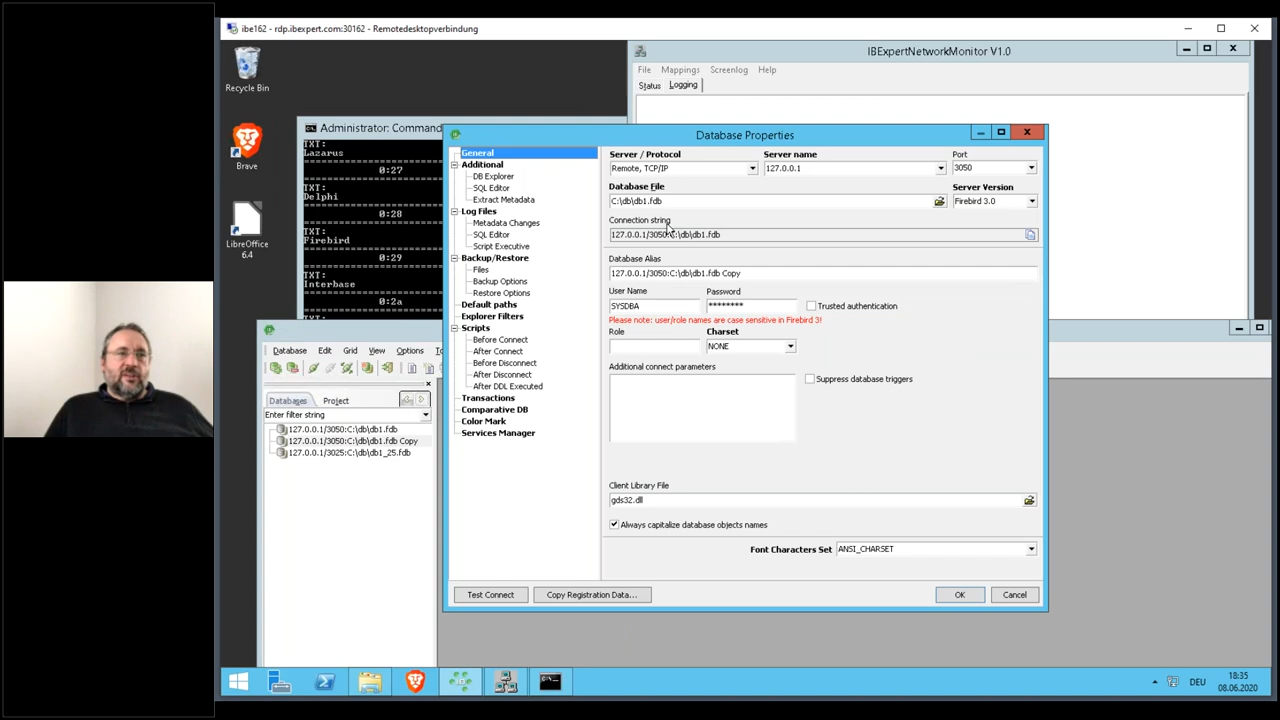 ibe162 - rdp.ibexpert.com:30162 - Remotedesktopverbindung
Recycle Bin
Brave
LibreOffice
6.4
IBExpertNetworkMonitor V1.0
File Mappings Screenlog Help
Status Logging
Administrator: Command
TXT:
Lazarus
0:27
TXT:
Delphi
0:28
TXT:
Firebird
0:29
TXT:
Interbase
0:2a
Database Edit Grid View Options
Databases Project
Enter filter string
127.0.0.1/3050:C:\db\db1.fdb
127.0.0.1/3050:C:\db\db1.fdb Copy
127.0.0.1/3025:C:\db\db1_25.fdb
Database Properties
General
Additional
DB Explorer
SQL Editor
Extract Metadata
Log Files
Metadata Changes
SQL Editor
Script Executive
Backup/Restore
Files
Backup Options
Restore Options
Default paths
Explorer Filters
Scripts
Before Connect
After Connect
Before Disconnect
After Disconnect
After DDL Executed
Transactions
Comparative DB
Color Mark
Services Manager
Server / Protocol Server name Port
Remote, TCP/IP 127.0.0.1 3050
Database File Server Version
C:\db\db1.fdb Firebird 3.0
Connection string
127.0.0.1/3050:C:\db\db1.fdb
Database Alias
127.0.0.1/3050:C:\db\db1.fdb Copy
User Name Password
SYSDBA ******** Trusted authentication
Please note: user/role names are case sensitive in Firebird 3!
Role Charset
NONE
Additional connect parameters
Suppress database triggers
Client Library File
gds32.dll
Always capitalize database objects names
Font Characters Set ANSI_CHARSET
Test Connect Copy Registration Data... OK Cancel
DEU
18:35
08.06.2020